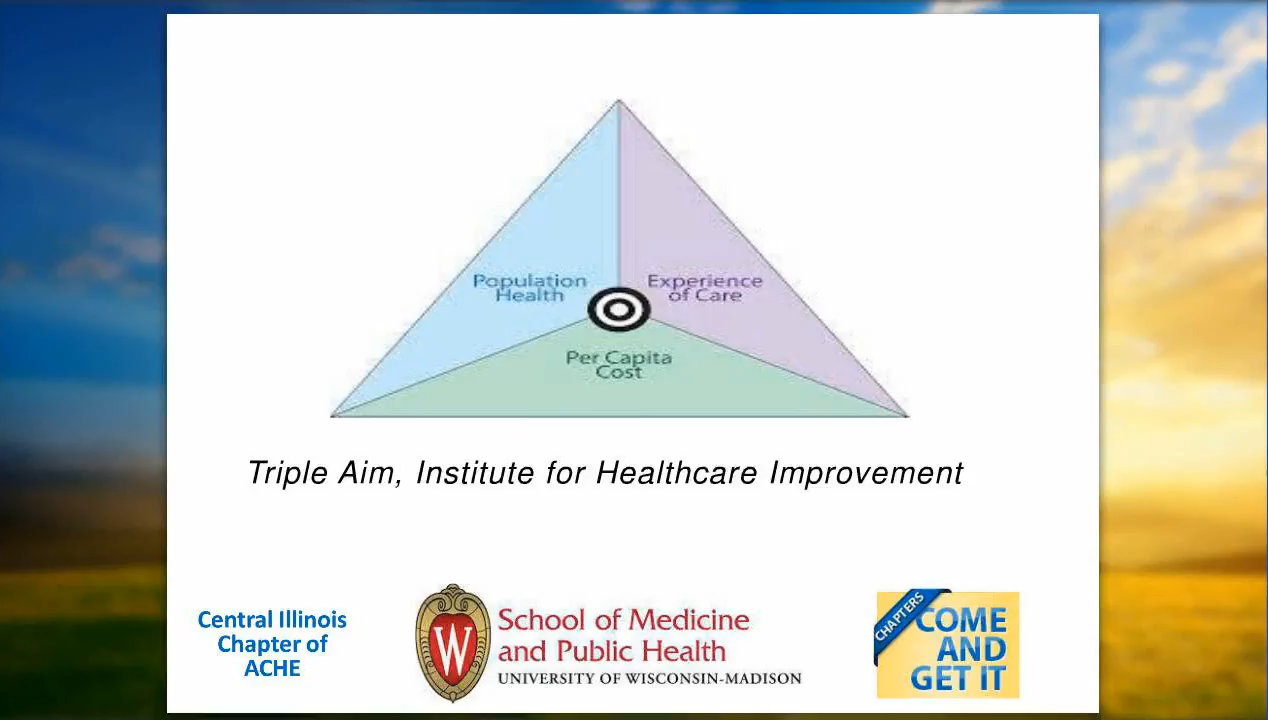 Population
Health
Experience
of Care
Per Capita
Cost
Triple Aim, Institute for Healthcare Improvement
Central Illinois
Chapter of
ACHE
W
School of Medicine
and Public Health
UNIVERSITY OF WISCONSIN-MADISON
CHAPTERS
COME
AND
GET IT